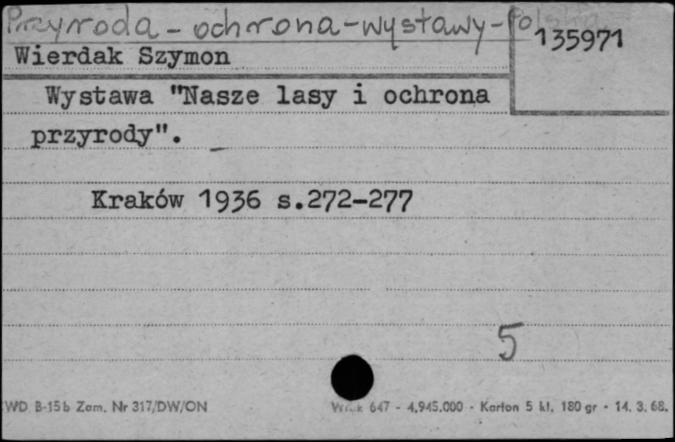 Przyroda - ochrona - wystawy - Polska
135971
Wierdak Szymon
Wystawa "Nasze lasy i ochrona
przyrody".
Kraków 1936 s.272-277
5
WD B-15b Zam. Nr 317/DW/ON
647 - 4.945.000 - Karton 5 kl. 180 gr - 14. 3. 68.